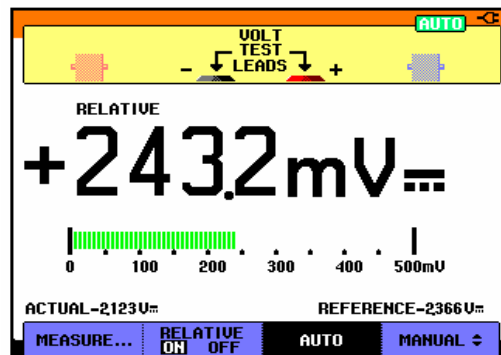 AUTO
VOLT
TEST
- LEADS +
RELATIVE
+243.2mV
0 100 200 300 400 500mV
ACTUAL-2.123V REFERENCE-2.366V
MEASURE... RELATIVE ON OFF AUTO MANUAL